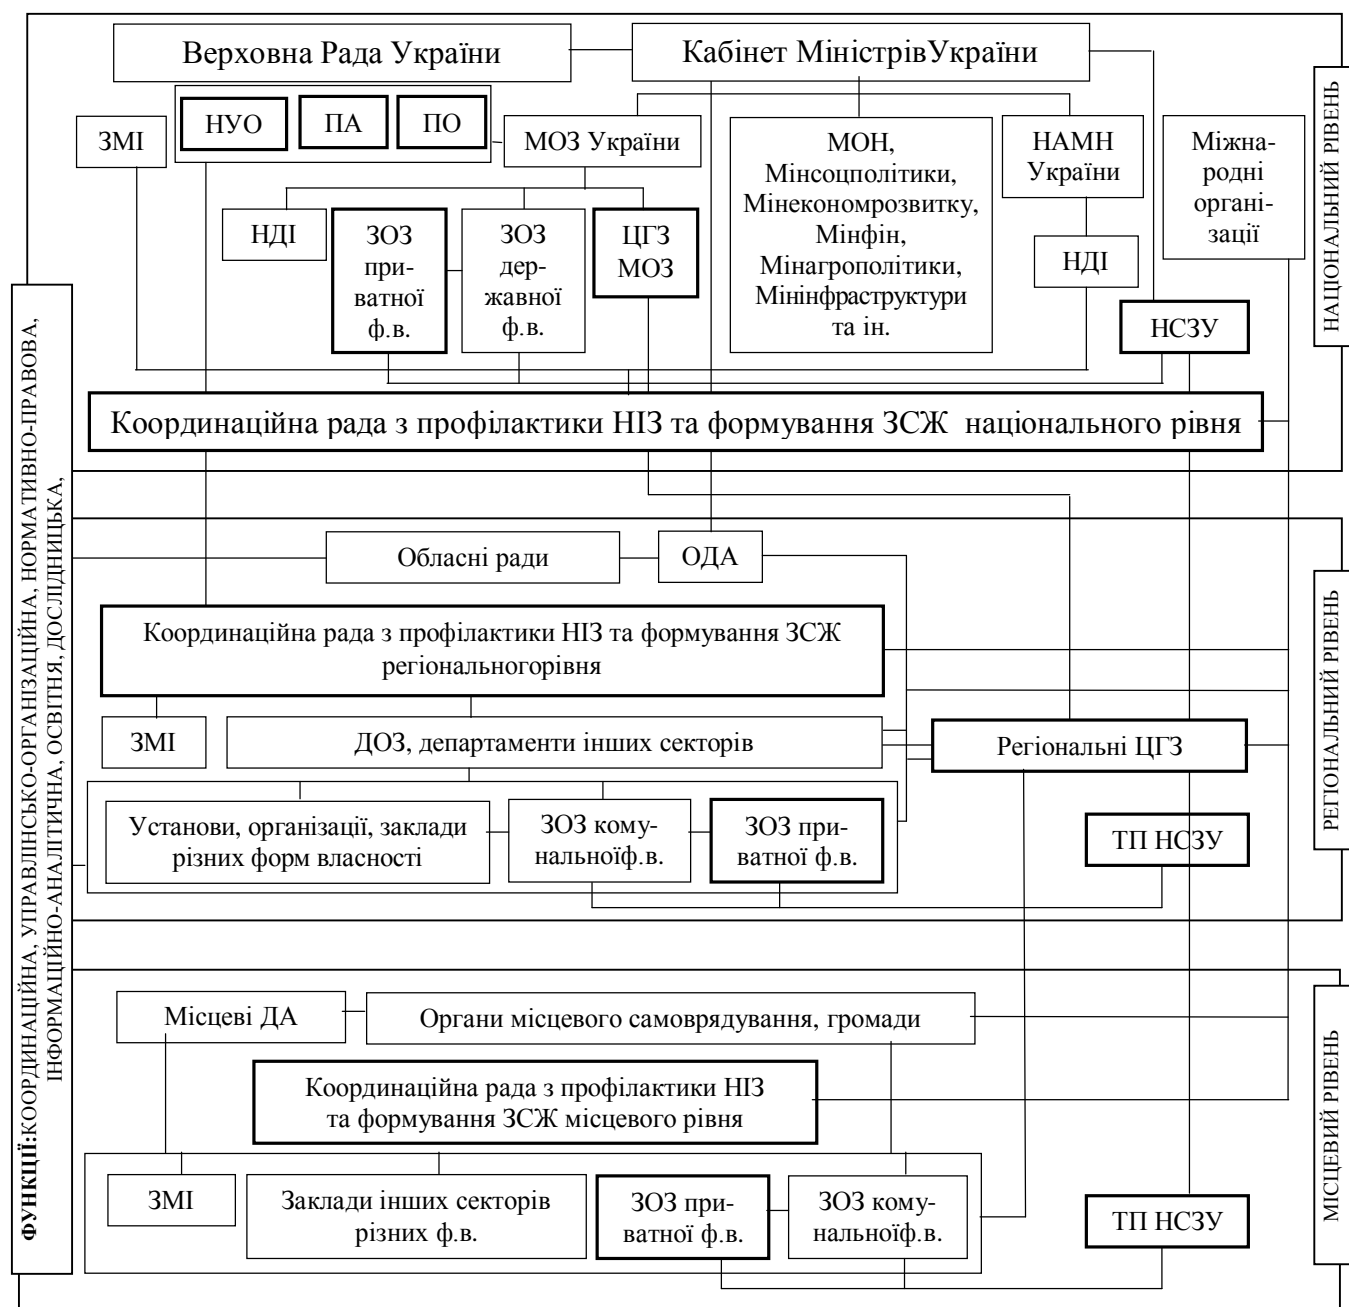 Верховна Рада України
Кабінет МіністрівУкраїни
НУО
ПА
ПО
ЗМІ
МОЗ України
МОН,
Мінсоцполітики,
Мінекономрозвитку,
Мінфін,
Мінагрополітики,
Мінінфраструктури
та ін.
НАМН
України
Міжна-
родні
органі-
зації
НДІ
ЗОЗ
при-
ватної
ф.в.
ЗОЗ
дер-
жавної
ф.в.
ЦГЗ
МОЗ
НДІ
НСЗУ
Координаційна рада з профілактики НІЗ та формування ЗСЖ національного рівня
НАЦІОНАЛЬНИЙ РІВЕНЬ
Обласні ради
ОДА
Координаційна рада з профілактики НІЗ та формування ЗСЖ
регіональногорівня
ЗМІ
ДОЗ, департаменти інших секторів
Регіональні ЦГЗ
Установи, організації, заклади
різних форм власності
ЗОЗ кому-
нальноїф.в.
ЗОЗ при-
ватної ф.в.
ТП НСЗУ
РЕГІОНАЛЬНИЙ РІВЕНЬ
Місцеві ДА
Органи місцевого самоврядування, громади
Координаційна рада з профілактики НІЗ
та формування ЗСЖ місцевого рівня
ЗМІ
Заклади інших секторів
різних ф.в.
ЗОЗ при-
ватної ф.в.
ЗОЗ кому-
нальноїф.в.
ТП НСЗУ
МІСЦЕВИЙ РІВЕНЬ
ФУНКЦІЇ:КООРДИНАЦІЙНА, УПРАВЛІНСЬКО-ОРГАНІЗАЦІЙНА, НОРМАТИВНО-ПРАВОВА,
ІНФОРМАЦІЙНО-АНАЛІТИЧНА, ОСВІТНЯ, ДОСЛІДНИЦЬКА,